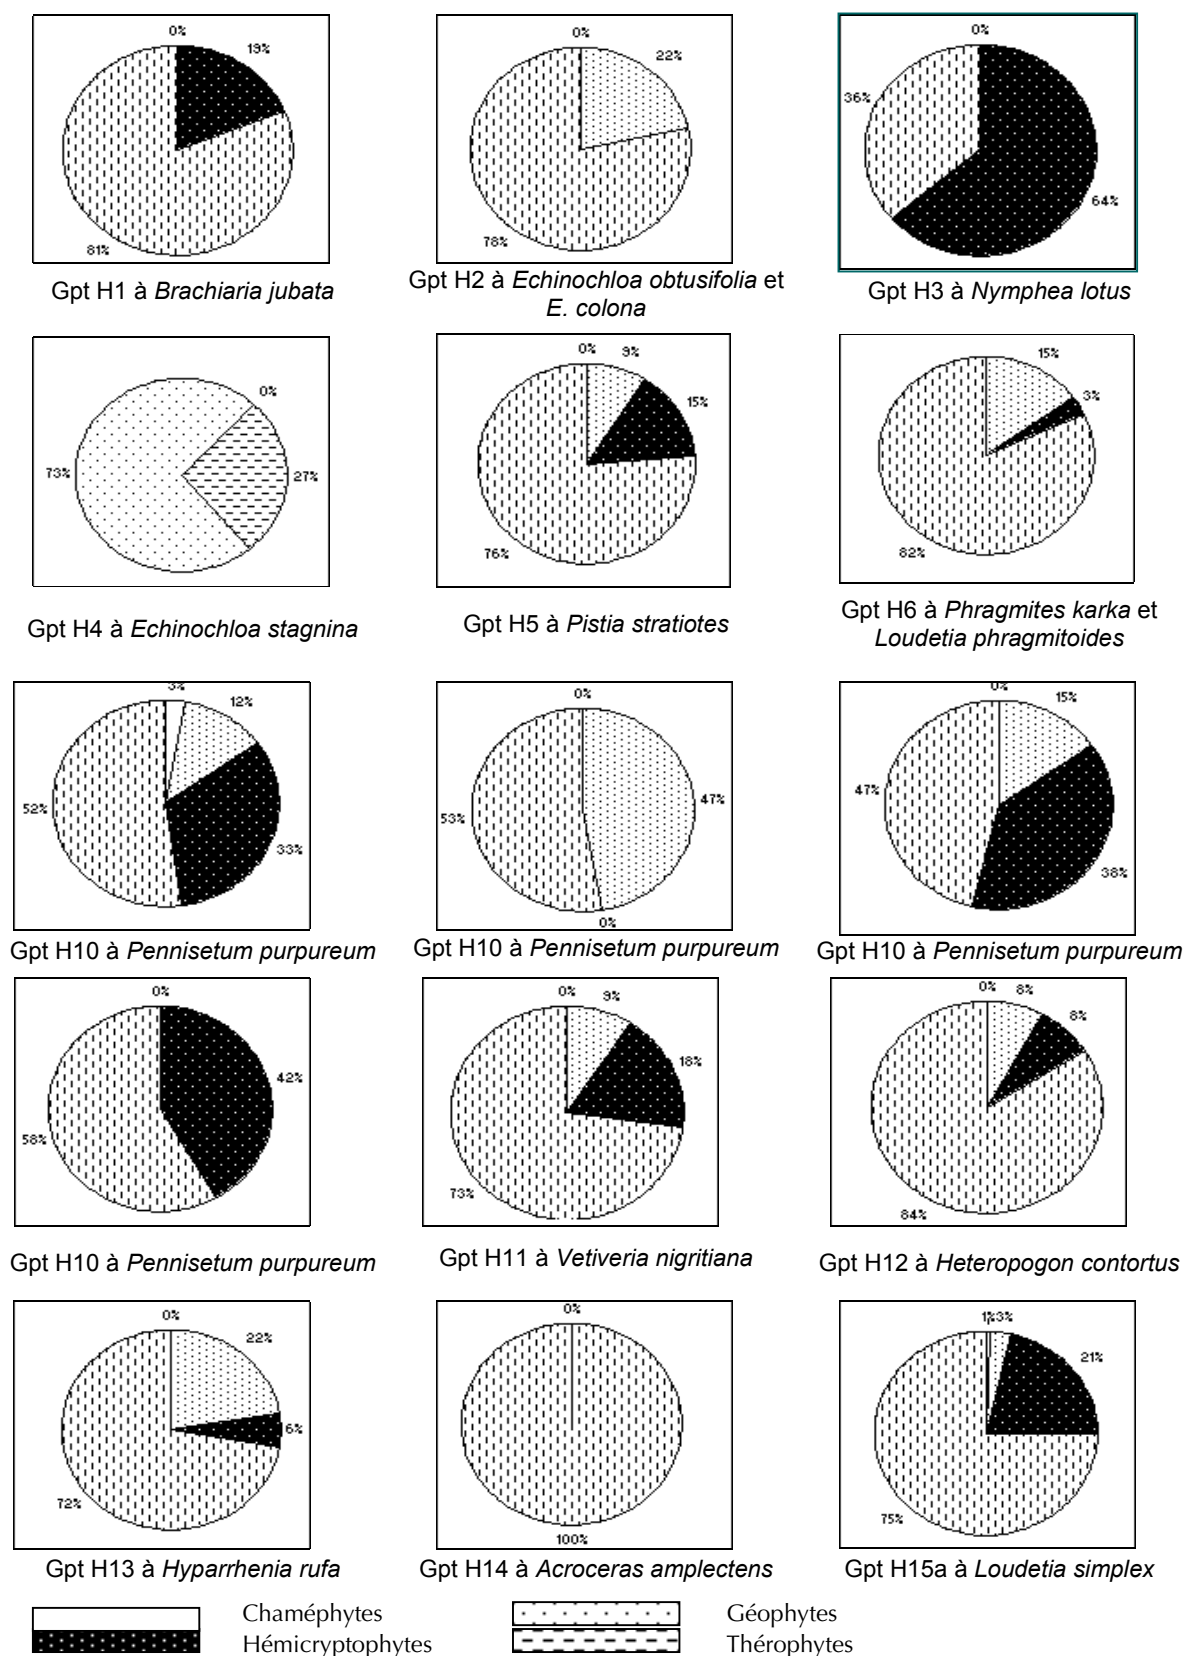 0%
19%
81%
Gpt H1 à Brachiaria jubata
0%
22%
78%
Gpt H2 à Echinochloa obtusifolia et
E. colona
0%
36%
64%
Gpt H3 à Nymphea lotus
0%
73%
27%
Gpt H4 à Echinochloa stagnina
0%
9%
15%
76%
Gpt H5 à Pistia stratiotes
15%
3%
82%
Gpt H6 à Phragmites karka et
Loudetia phragmitoides
3%
12%
52%
33%
Gpt H10 à Pennisetum purpureum
0%
47%
53%
0%
Gpt H10 à Pennisetum purpureum
0%
15%
47%
38%
Gpt H10 à Pennisetum purpureum
0%
42%
58%
Gpt H10 à Pennisetum purpureum
0%
9%
18%
73%
Gpt H11 à Vetiveria nigritiana
0%
8%
8%
84%
Gpt H12 à Heteropogon contortus
0%
22%
6%
72%
Gpt H13 à Hyparrhenia rufa
0%
100%
Gpt H14 à Acroceras amplectens
1%
3%
21%
75%
Gpt H15a à Loudetia simplex
Chaméphytes
Hémicryptophytes
Géophytes
Thérophytes